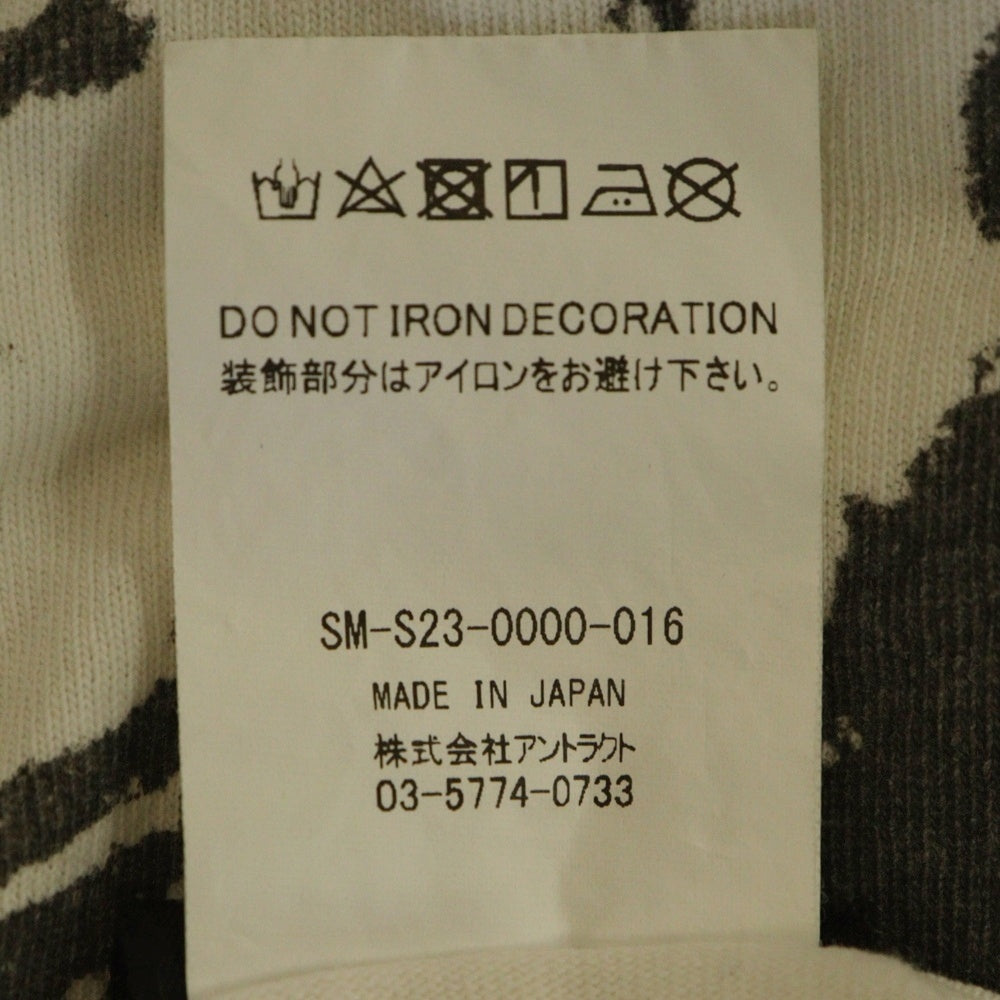 DO NOT IRON DECORATION
装飾部分はアイロンをお避け下さい。
SM-S23-0000-016
MADE IN JAPAN
株式会社アントラクト
03-5774-0733